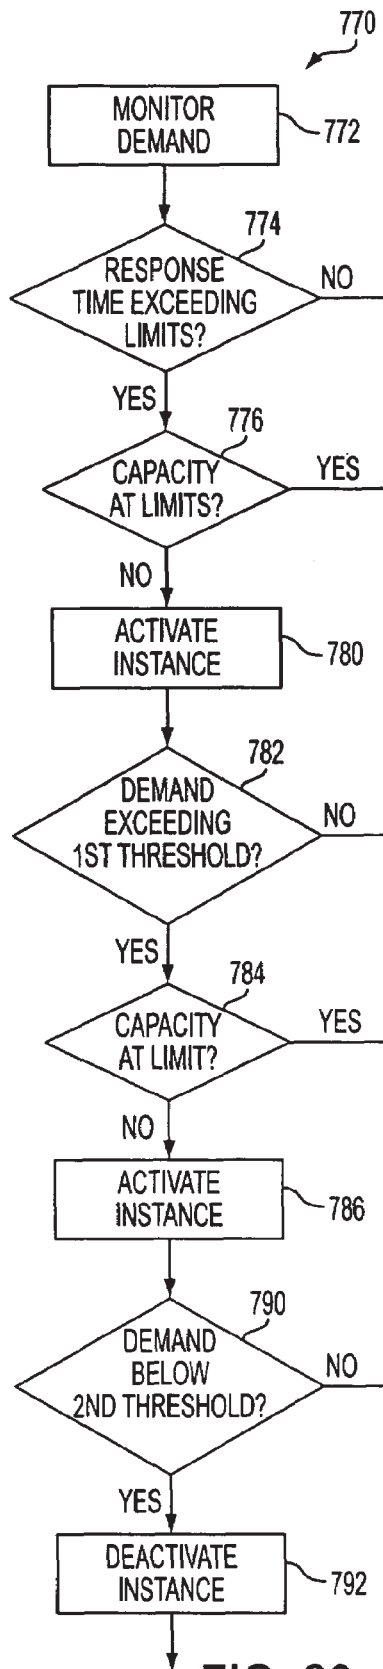 770
MONITOR
DEMAND
772
774
RESPONSE
TIME EXCEEDING
LIMITS?
NO
YES
776
CAPACITY
AT LIMITS?
YES
NO
ACTIVATE
INSTANCE
780
782
DEMAND
EXCEEDING
1ST THRESHOLD?
NO
YES
784
CAPACITY
AT LIMIT?
YES
NO
ACTIVATE
INSTANCE
786
790
DEMAND
BELOW
2ND THRESHOLD?
NO
YES
DEACTIVATE
INSTANCE
792